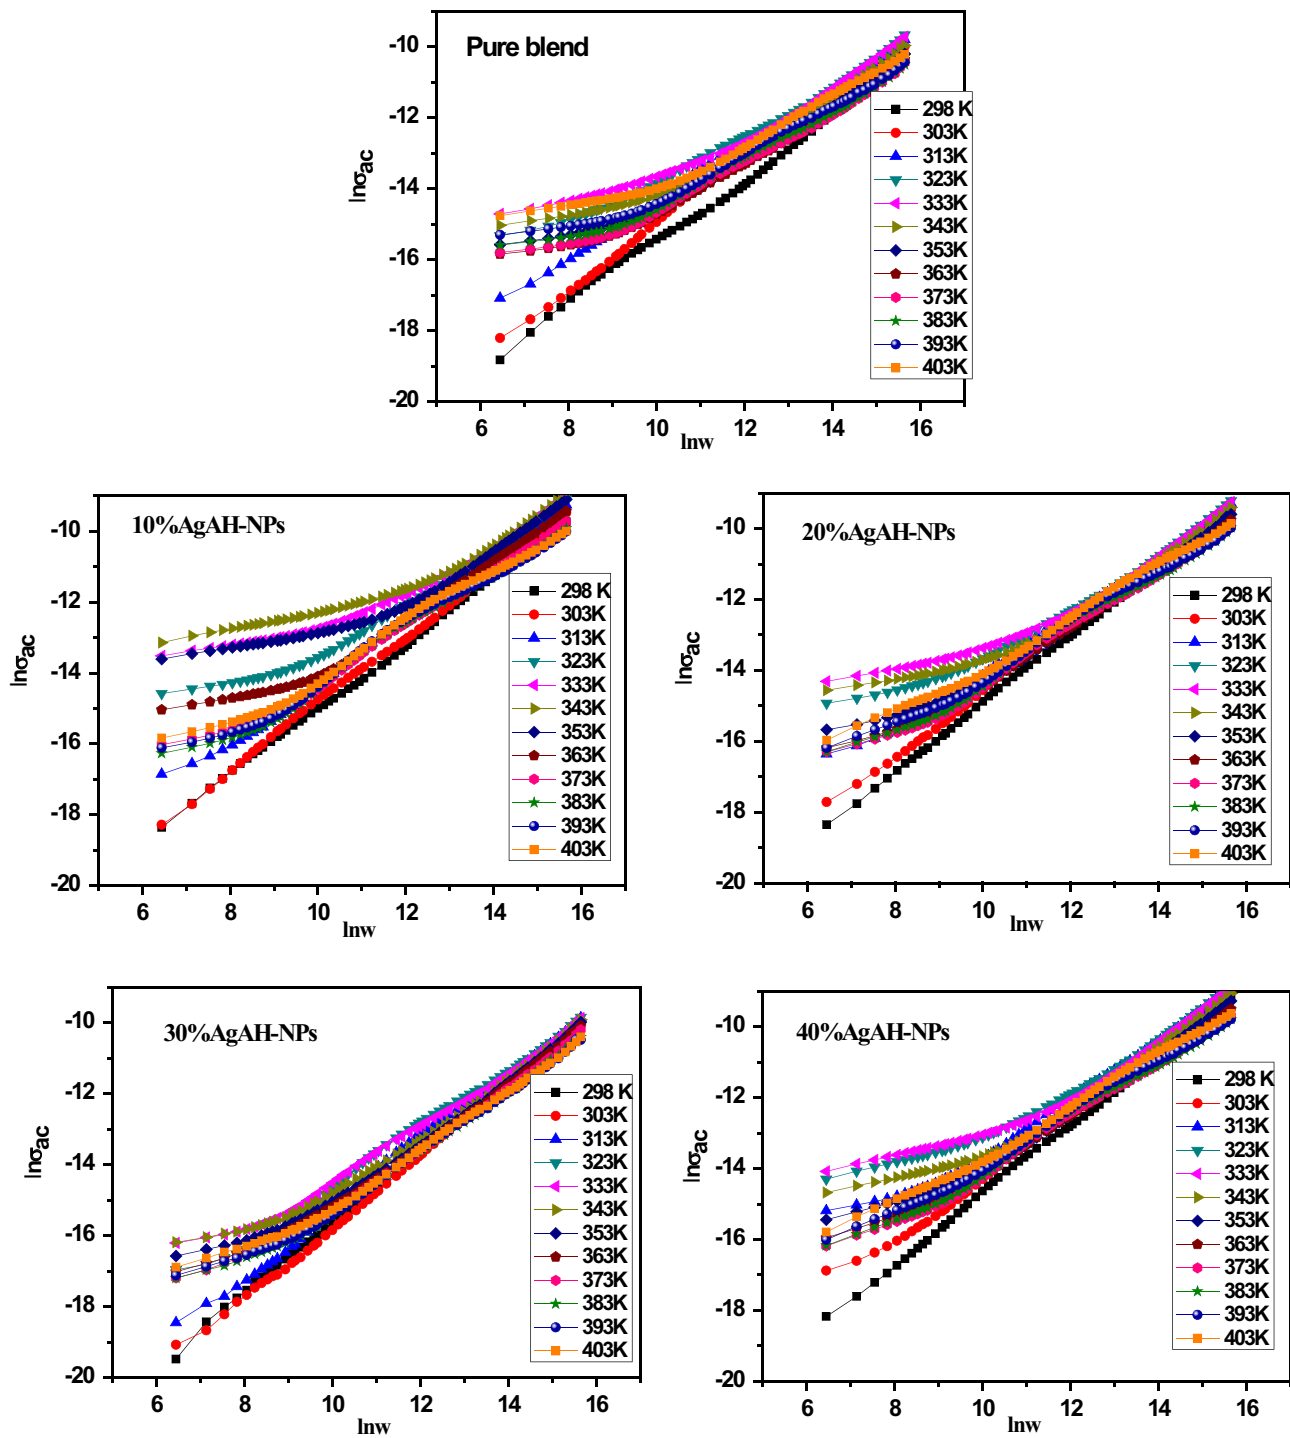 Pure blend
lnσac
-10
-12
-14
-16
-18
-20
298 K
303K
313K
323K
333K
343K
353K
363K
373K
383K
393K
403K
6 8 10 12 14 16
lnw
10%AgAH-NPs
lnσac
-10
-12
-14
-16
-18
-20
298 K
303K
313K
323K
333K
343K
353K
363K
373K
383K
393K
403K
6 8 10 12 14 16
lnw
20%AgAH-NPs
lnσac
-10
-12
-14
-16
-18
-20
298 K
303K
313K
323K
333K
343K
353K
363K
373K
383K
393K
403K
6 8 10 12 14 16
lnw
30%AgAH-NPs
lnσac
-10
-12
-14
-16
-18
-20
298 K
303K
313K
323K
333K
343K
353K
363K
373K
383K
393K
403K
6 8 10 12 14 16
lnw
40%AgAH-NPs
lnσac
-10
-12
-14
-16
-18
-20
298 K
303K
313K
323K
333K
343K
353K
363K
373K
383K
393K
403K
6 8 10 12 14 16
lnw